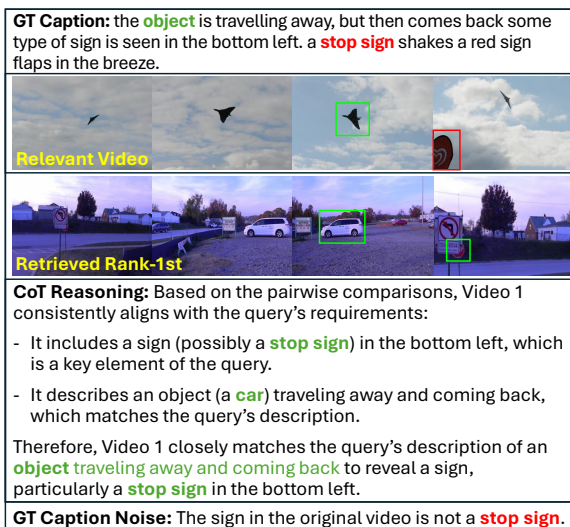 GT Caption: the object is travelling away, but then comes back some
type of sign is seen in the bottom left. a stop sign shakes a red sign
flaps in the breeze.
Relevant Video
Retrieved Rank-1st
CoT Reasoning: Based on the pairwise comparisons, Video 1
consistently aligns with the query's requirements:
- It includes a sign (possibly a stop sign) in the bottom left, which
is a key element of the query.
- It describes an object (a car) traveling away and coming back,
which matches the query's description.
Therefore, Video 1 closely matches the query's description of an
object traveling away and coming back to reveal a sign,
particularly a stop sign in the bottom left.
GT Caption Noise: The sign in the original video is not a stop sign.